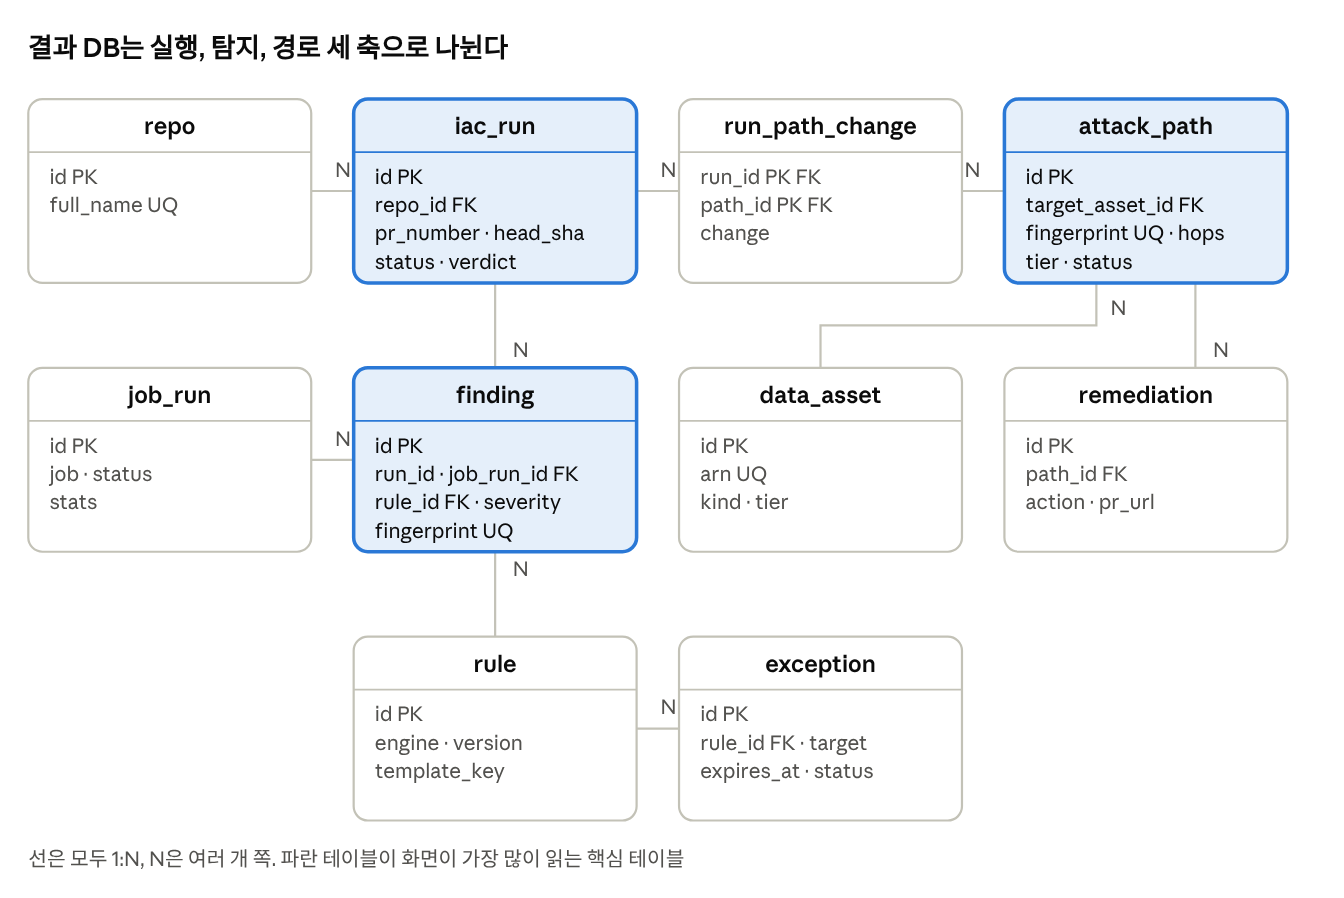 결과 DB는 실행, 탐지, 경로 세 축으로 나뉜다
repo
id PK
full_name UQ
N
iac_run
id PK
repo_id FK
pr_number · head_sha
status · verdict
N
run_path_change
run_id PK FK
path_id PK FK
change
N
attack_path
id PK
target_asset_id FK
fingerprint UQ · hops
tier · status
N
N
N
job_run
id PK
job · status
stats
N
finding
id PK
run_id · job_run_id FK
rule_id FK · severity
fingerprint UQ
data_asset
id PK
arn UQ
kind · tier
remediation
id PK
path_id FK
action · pr_url
N
rule
id PK
engine · version
template_key
N
exception
id PK
rule_id FK · target
expires_at · status
선은 모두 1:N, N은 여러 개 쪽. 파란 테이블이 화면이 가장 많이 읽는 핵심 테이블